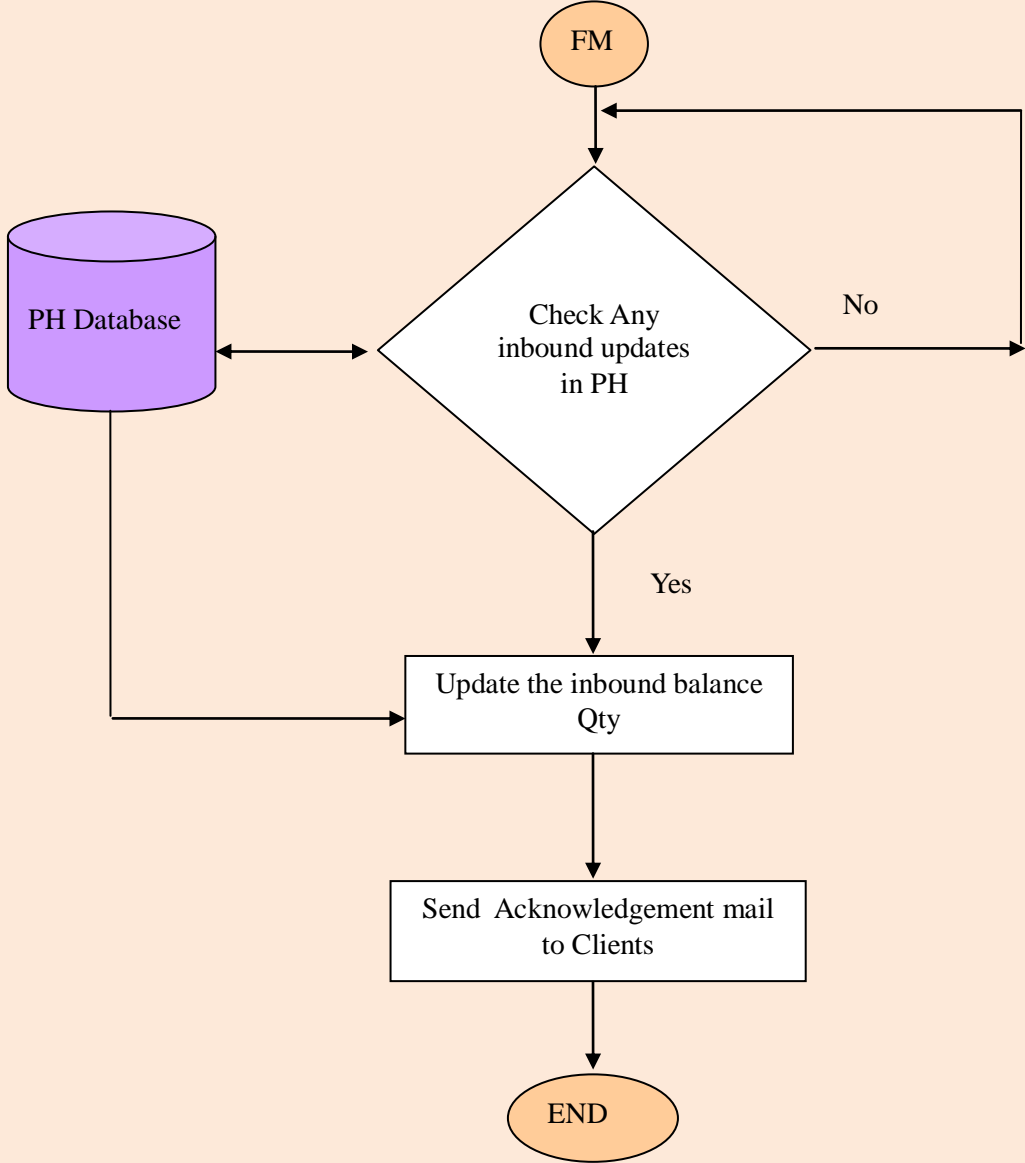 FM
PH Database
Check Any
inbound updates
in PH
No
Yes
Update the inbound balance
Qty
Send Acknowledgement mail
to Clients
END